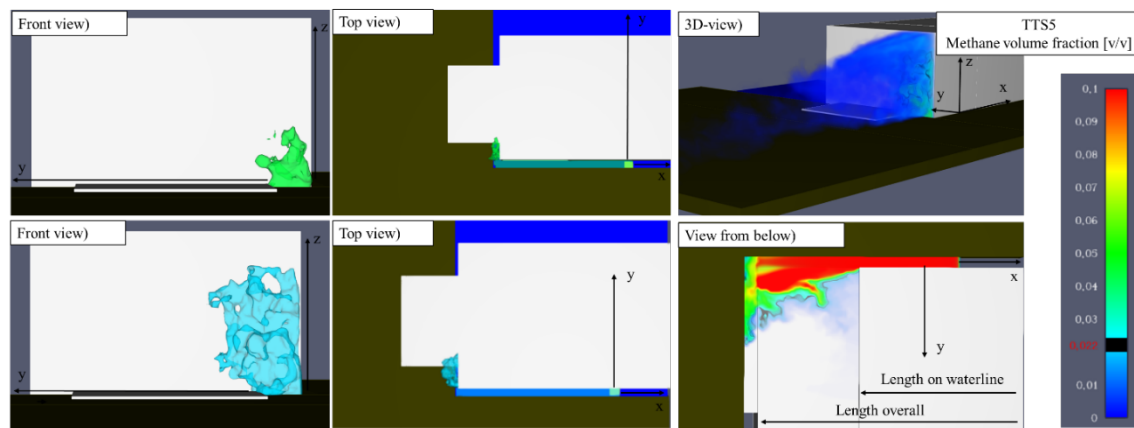 Front view)
z
y
Top view)
y
x
3D-view)
z
y
x
TTS5
Methane volume fraction [v/v]
Front view)
z
y
Top view)
y
x
View from below)
x
y
Length on waterline
Length overall
0,1
0,09
0,08
0,07
0,06
0,05
0,04
0,03
0,022
0,01
0